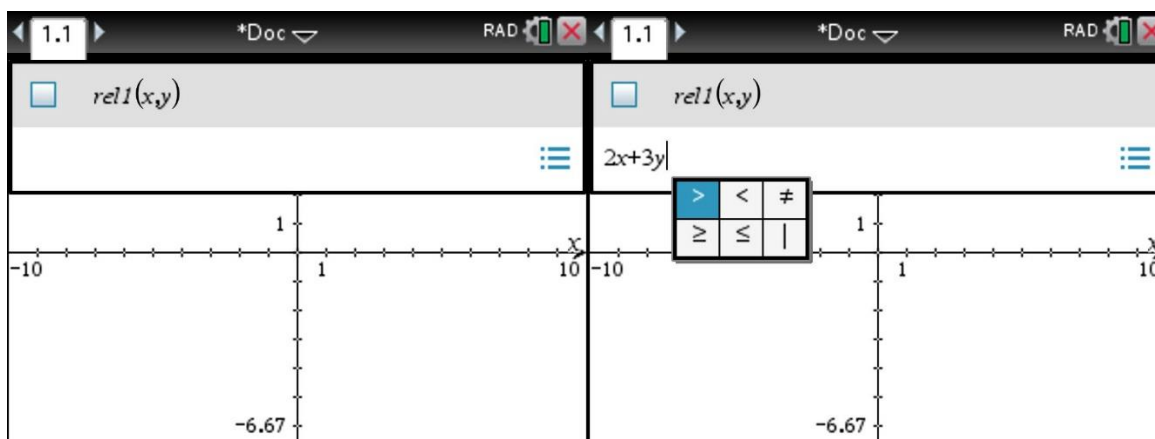 1.1 *Doc RAD
rel1(x,y)
1
x
-10 1 10
-6.67
1.1 *Doc RAD
rel1(x,y)
2x+3y
> < ≠
≥ ≤ |
1
x
-10 1 10
-6.67